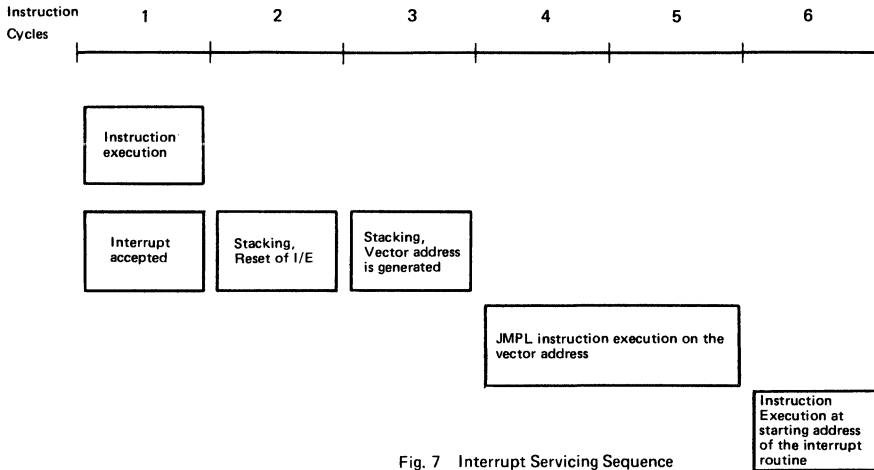 Instruction
Cycles
1 2 3 4 5 6
Instruction
execution
Interrupt
accepted
Stacking,
Reset of I/E
Stacking,
Vector address
is generated
JMPL instruction execution on the
vector address
Instruction
Execution at
starting address
of the interrupt
routine
Fig. 7 Interrupt Servicing Sequence